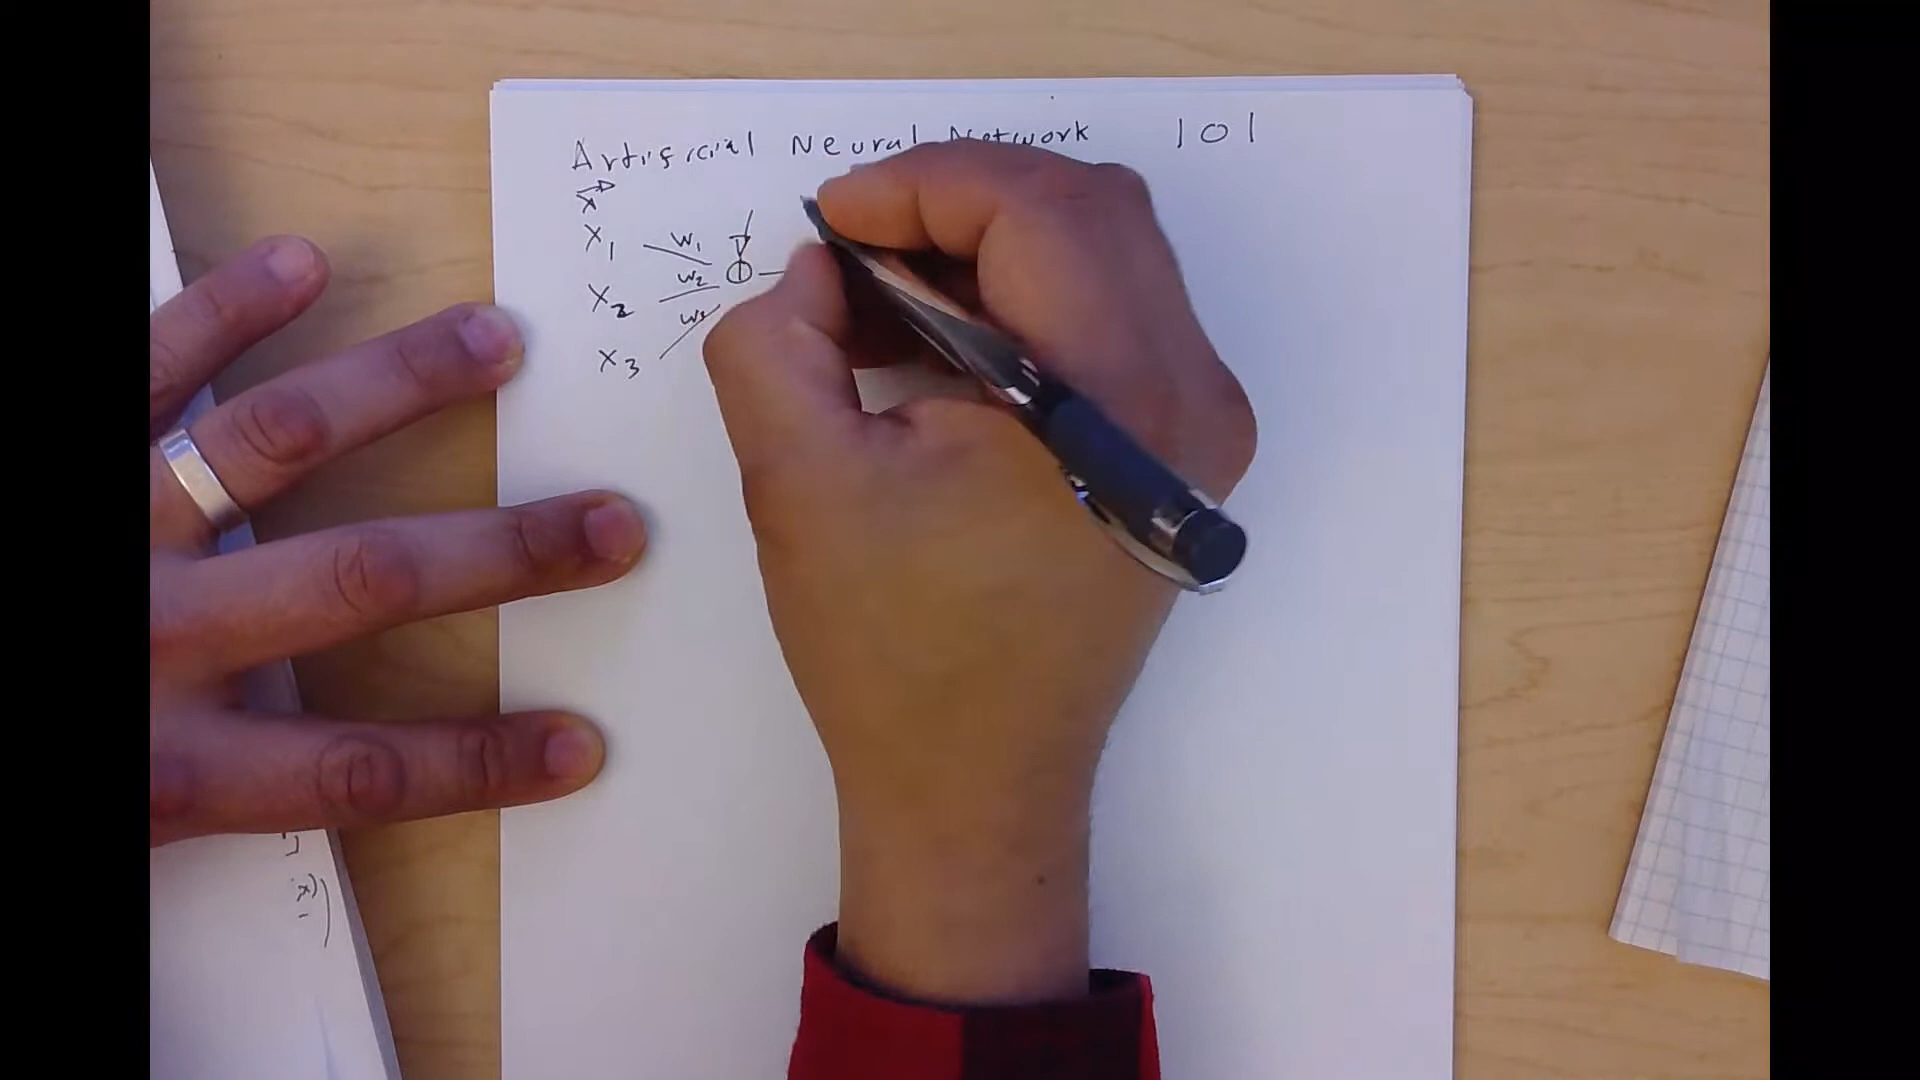 Artificial Neural Network 101
x
x1 w1
w2
x2
w3
x3